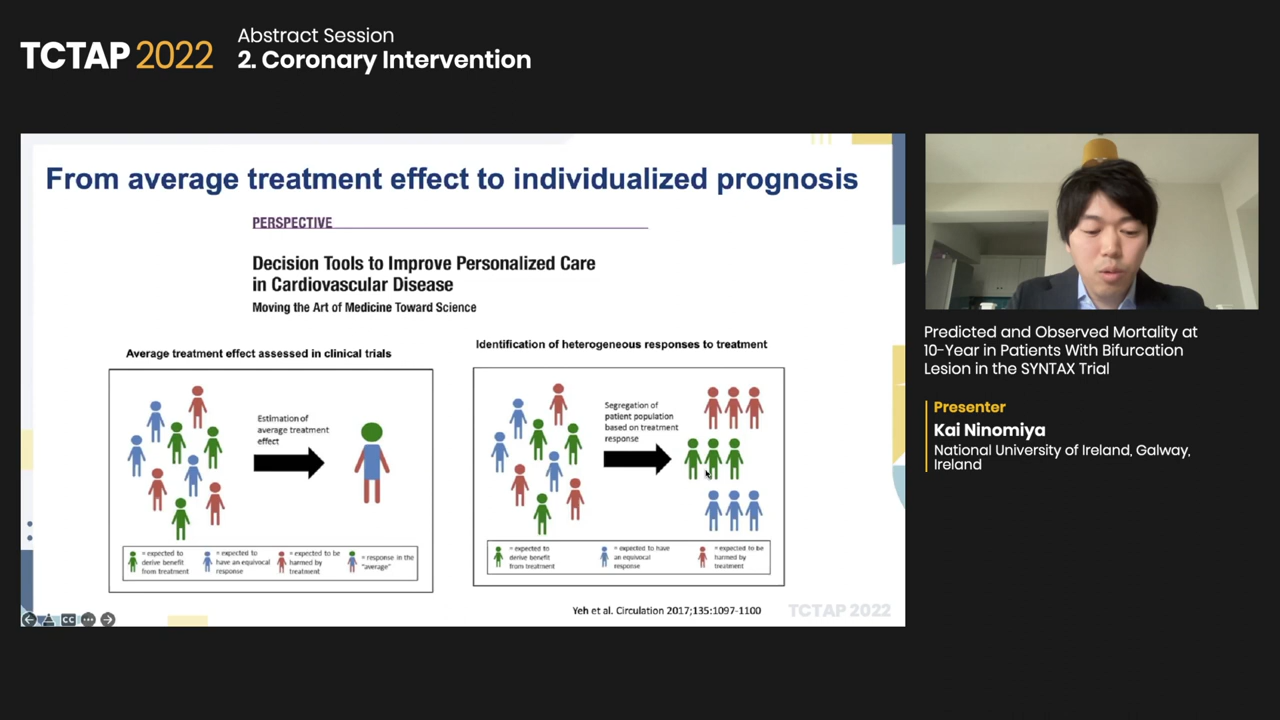 TCTAP 2022
Abstract Session
2. Coronary Intervention
From average treatment effect to individualized prognosis
PERSPECTIVE
Decision Tools to Improve Personalized Care
in Cardiovascular Disease
Moving the Art of Medicine Toward Science
Average treatment effect assessed in clinical trials
Estimation of
average treatment
effect
= expected to
derive benefit
from treatment
= expected to
have an equivocal
response
= expected to be
harmed by
treatment
= response in the
"average"
Identification of heterogeneous responses to treatment
Segregation of
patient population
based on treatment
response
= expected to
derive benefit
from treatment
= expected to have
an equivocal
response
= expected to be
harmed by
treatment
Yeh et al. Circulation 2017;135:1097-1100
TCTAP 2022
CC
Predicted and Observed Mortality at
10-Year in Patients With Bifurcation
Lesion in the SYNTAX Trial
Presenter
Kai Ninomiya
National University of Ireland, Galway,
Ireland